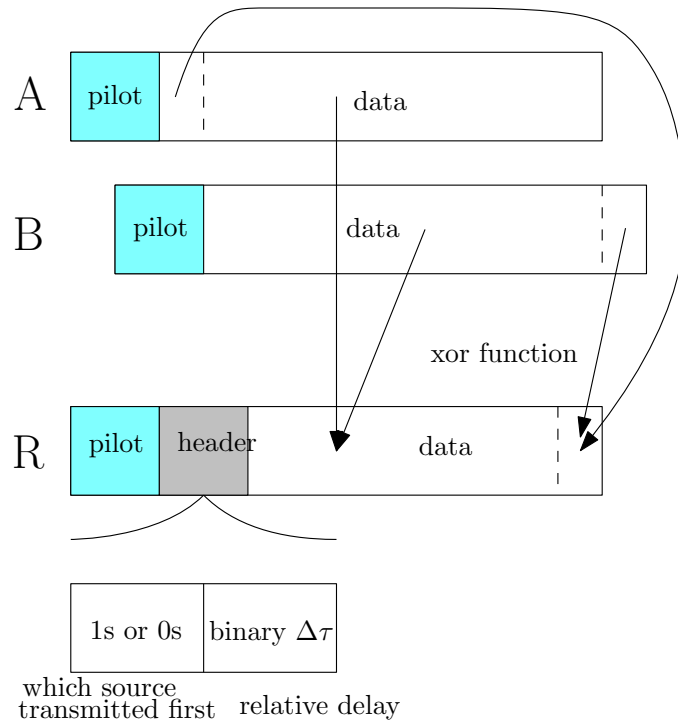 A
pilot
data
B
pilot
data
xor function
R
pilot
header
data
1s or 0s
binary Δτ
which source
transmitted first
relative delay